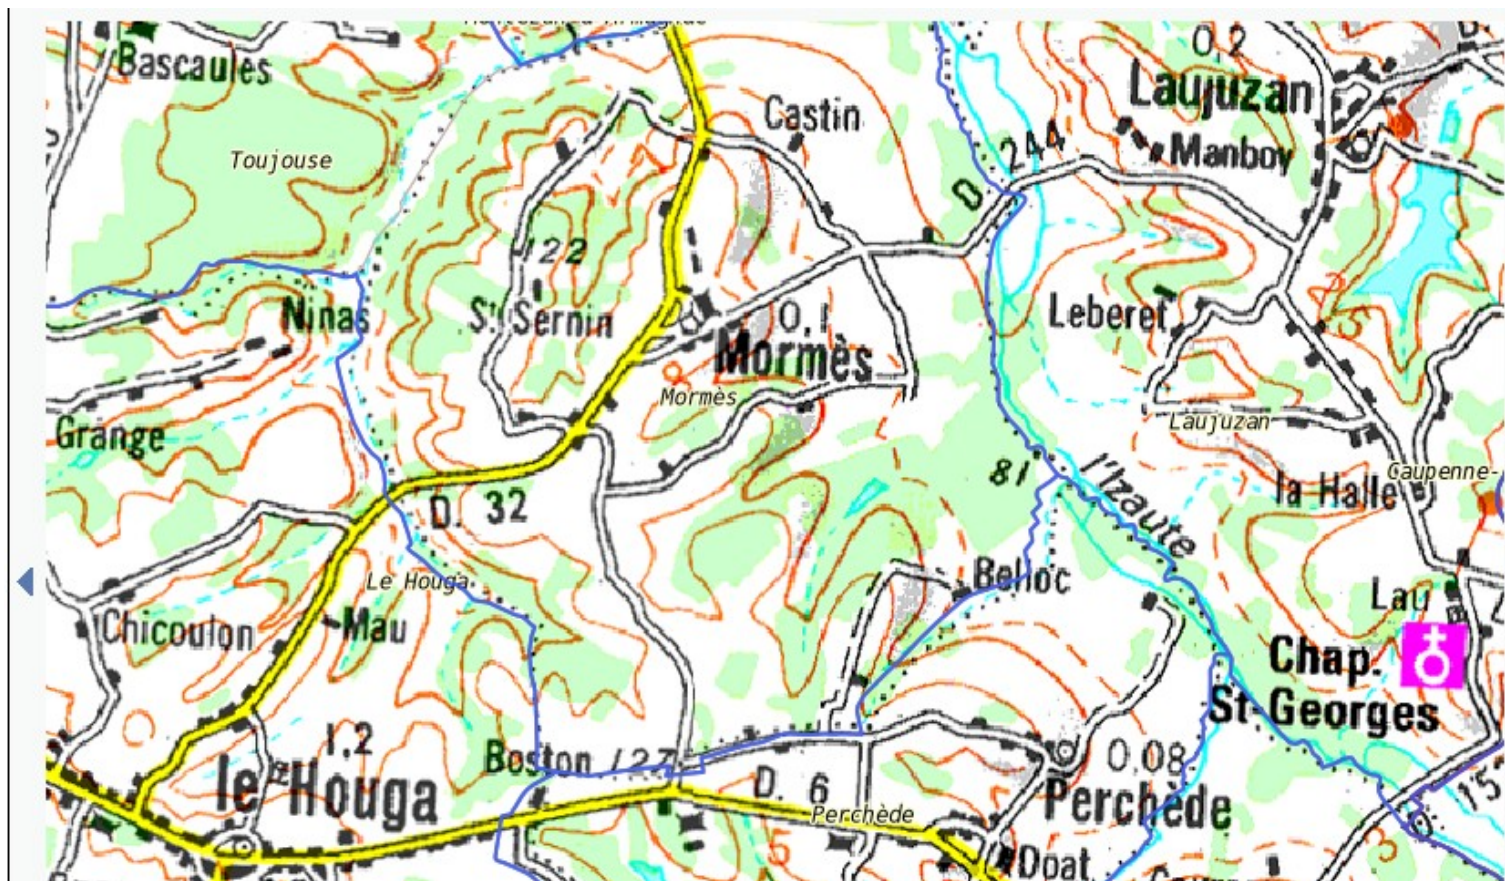 Bascaules
0,2
Laujuzan
Castin
244
Manboy
D
Toujouse
122
Ninas
St Sernin
Leberet
0,1
Mormès
Mormès
Laujuzan
Grange
81
l'Izaute
Caupenne-
la Halle
D. 32
Le Houga
Belloc
Lau
Chicoulon
Mau
Chap.
St-Georges
1,2
Boston 127
0,08
le Houga
D. 6
Perchède
Perchède
15
Doat